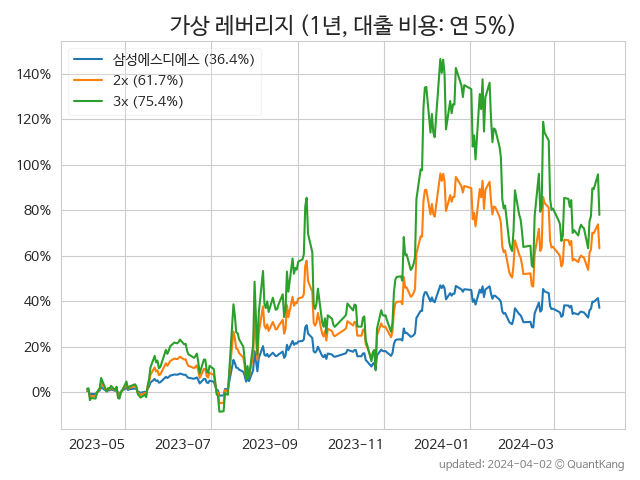 가상 레버리지 (1년, 대출 비용: 연 5%)
삼성에스디에스 (36.4%)
2x (61.7%)
3x (75.4%)
140%
120%
100%
80%
60%
40%
20%
0%
2023-05 2023-07 2023-09 2023-11 2024-01 2024-03
updated: 2024-04-02 © QuantKang